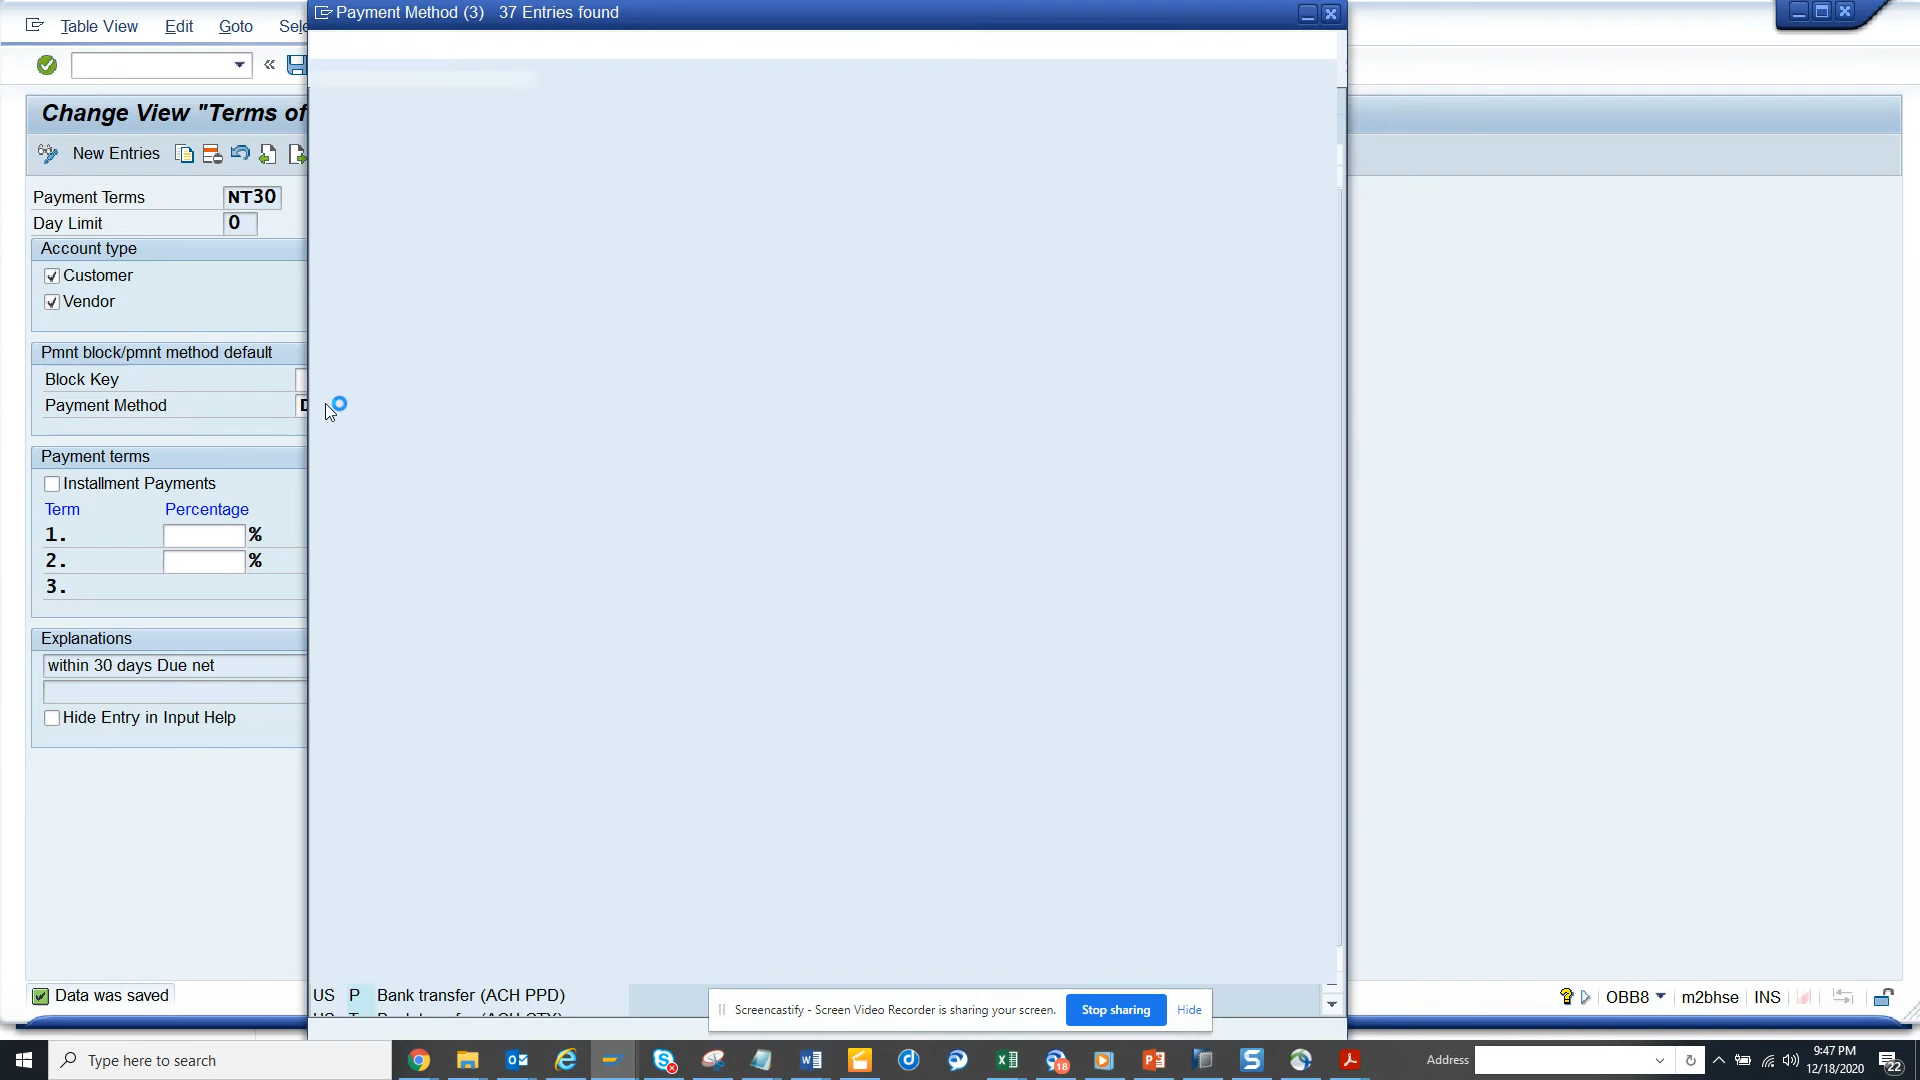 Payment Method (3) 37 Entries found
Table View Edit Goto Sele
Change View "Terms of
New Entries
Payment Terms NT30
Day Limit 0
Account type
Customer
Vendor
Pmnt block/pmnt method default
Block Key
Payment Method D
Payment terms
Installment Payments
Term Percentage
1. %
2. %
3.
Explanations
within 30 days Due net
Hide Entry in Input Help
US P Bank transfer (ACH PPD)
Data was saved
OBB8 m2bhse INS
Screencastify - Screen Video Recorder is sharing your screen. Stop sharing Hide
Type here to search
18
Address
9:47 PM
12/18/2020
22